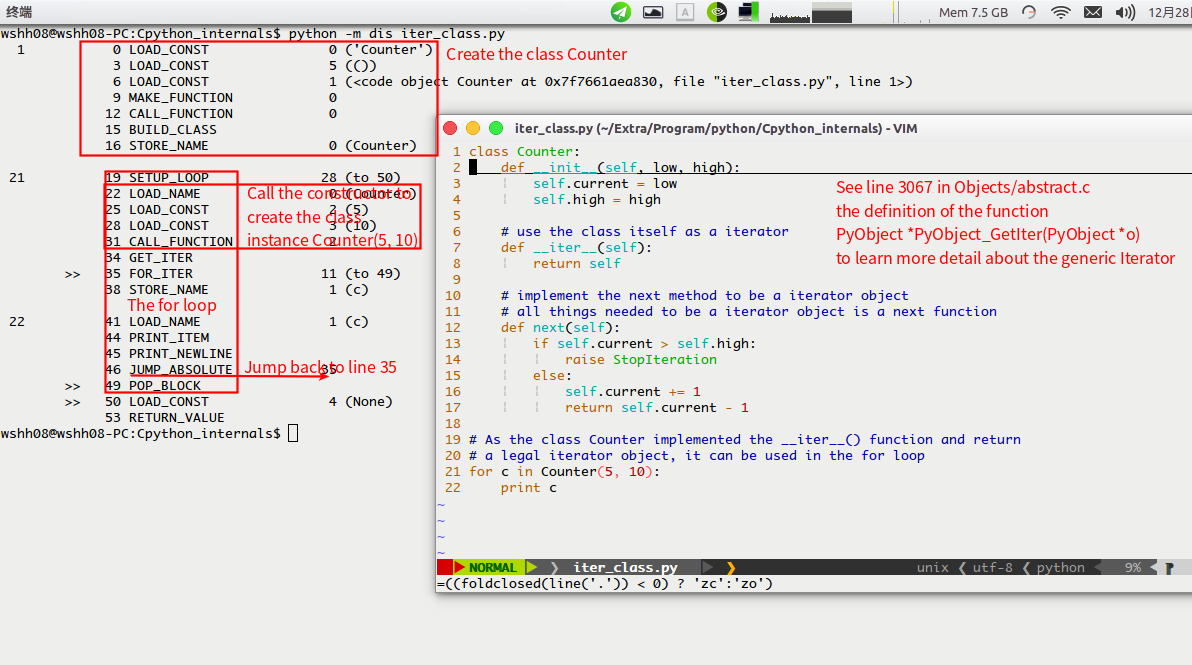 终端
A
Mem 7.5 GB
12月28
wshh08@wshh08-PC:Cpython_internals$ python -m dis iter_class.py
1 0 LOAD_CONST 0 ('Counter')
3 LOAD_CONST 5 (())
6 LOAD_CONST 1 (<code object Counter at 0x7f7661aea830, file "iter_class.py", line 1>)
9 MAKE_FUNCTION 0
12 CALL_FUNCTION 0
15 BUILD_CLASS
16 STORE_NAME 0 (Counter)
Create the class Counter
21 19 SETUP_LOOP 28 (to 50)
22 LOAD_NAME 0 (Counter)
25 LOAD_CONST 2 (5)
28 LOAD_CONST 3 (10)
31 CALL_FUNCTION 2
34 GET_ITER
>> 35 FOR_ITER 11 (to 49)
38 STORE_NAME 1 (c)
22 41 LOAD_NAME 1 (c)
44 PRINT_ITEM
45 PRINT_NEWLINE
46 JUMP_ABSOLUTE 35
>> 49 POP_BLOCK
>> 50 LOAD_CONST 4 (None)
53 RETURN_VALUE
wshh08@wshh08-PC:Cpython_internals$
Call the constructor to
create the class
instance Counter(5, 10)
The for loop
Jump back to line 35
iter_class.py (~/Extra/Program/python/Cpython_internals) - VIM
1 class Counter:
2 def __init__(self, low, high):
3 self.current = low
4 self.high = high
5
6 # use the class itself as a iterator
7 def __iter__(self):
8 return self
9
10 # implement the next method to be a iterator object
11 # all things needed to be a iterator object is a next function
12 def next(self):
13 if self.current > self.high:
14 raise StopIteration
15 else:
16 self.current += 1
17 return self.current - 1
18
19 # As the class Counter implemented the __iter__() function and return
20 # a legal iterator object, it can be used in the for loop
21 for c in Counter(5, 10):
22 print c
~
~
~
~
See line 3067 in Objects/abstract.c
the definition of the function
PyObject *PyObject_GetIter(PyObject *o)
to learn more detail about the generic Iterator
NORMAL iter_class.py unix utf-8 python 9%
=((foldclosed(line('.')) < 0) ? 'zc':'zo')